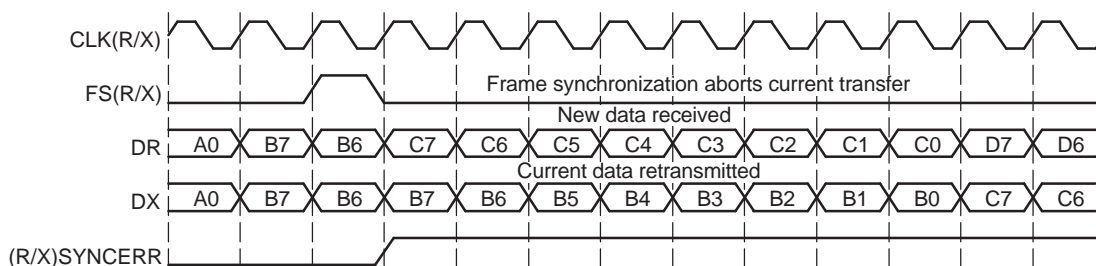 CLK(R/X)
FS(R/X)
Frame synchronization aborts current transfer
New data received
DR A0 B7 B6 C7 C6 C5 C4 C3 C2 C1 C0 D7 D6
Current data retransmitted
DX A0 B7 B6 B7 B6 B5 B4 B3 B2 B1 B0 C7 C6
(R/X)SYNCERR